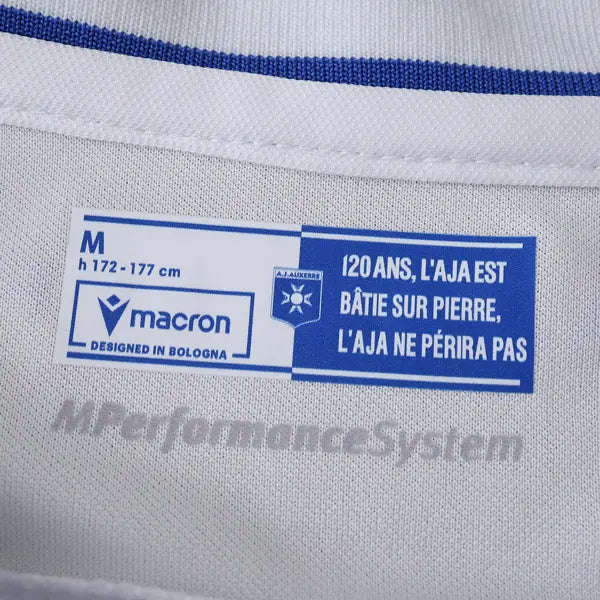 M
h 172 - 177 cm
macron
DESIGNED IN BOLOGNA
A.J.AUXERRE
120 ANS, L'AJA EST
BÂTIE SUR PIERRE,
L'AJA NE PÉRIRA PAS
MPerformanceSystem